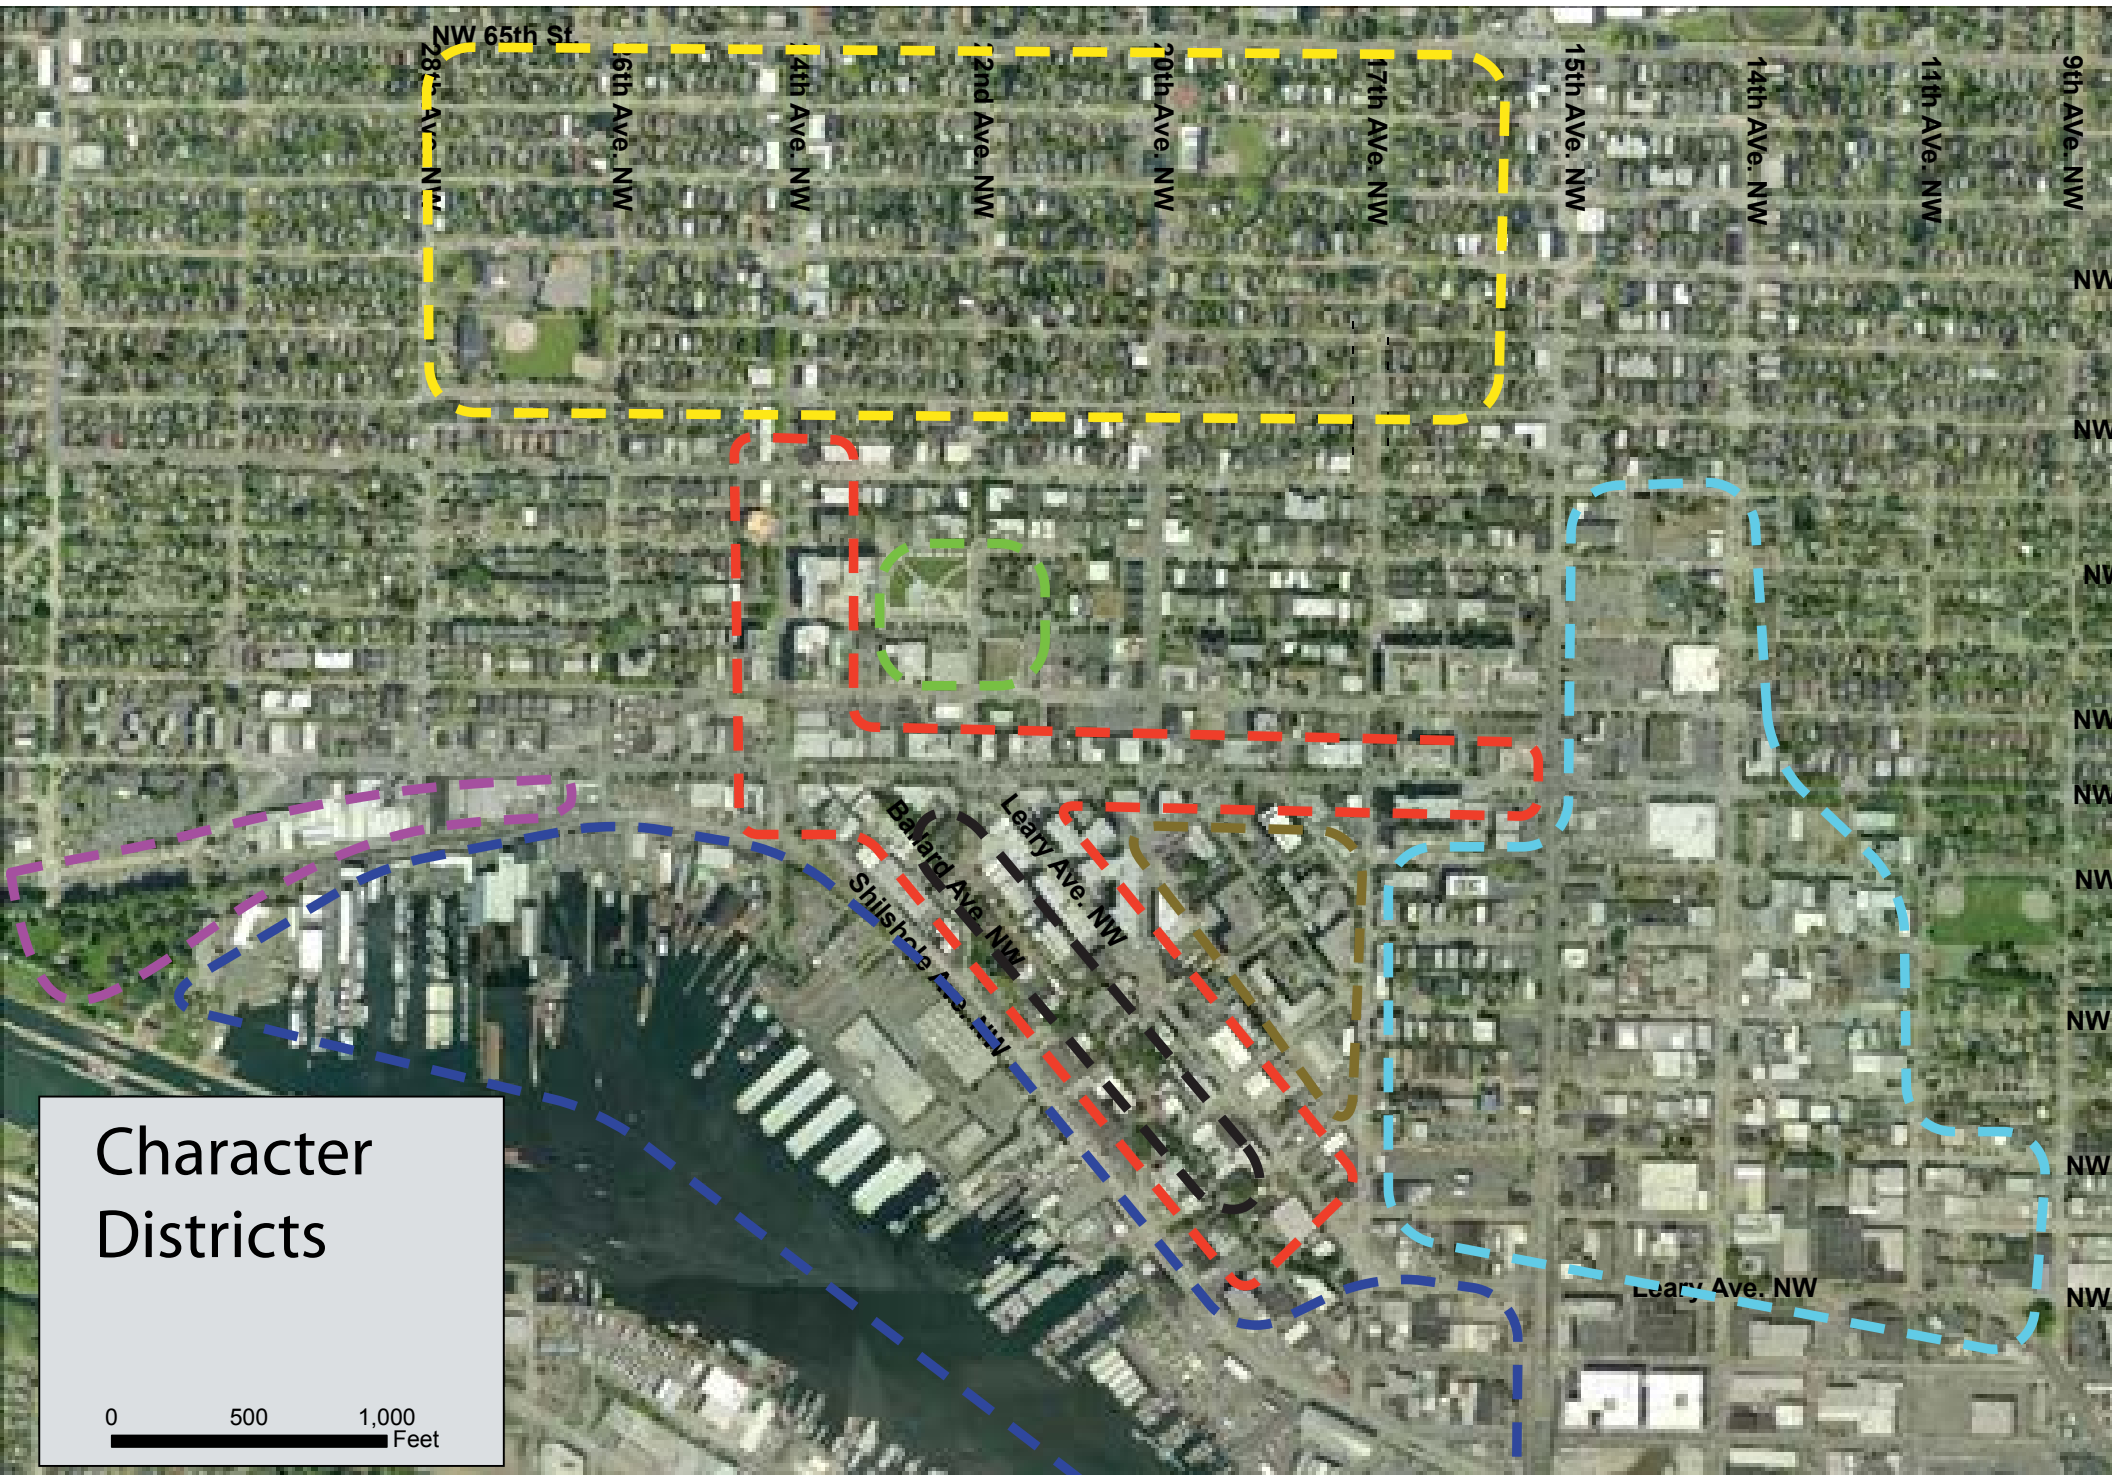 NW 65th St.
28th Ave. NW
6th Ave. NW
4th Ave. NW
2nd Ave. NW
20th Ave. NW
17th AVe. NW
15th AVe. NW
14th AVe. NW
11th AVe. NW
9th AVe. NW
NW
NW
NW
NW
NW
NW
NW
NW
NW
Ballard Ave. NW
Leary Ave. NW
Shilshole Ave. NW
Leary Ave. NW
Character
Districts
0 500 1,000
Feet